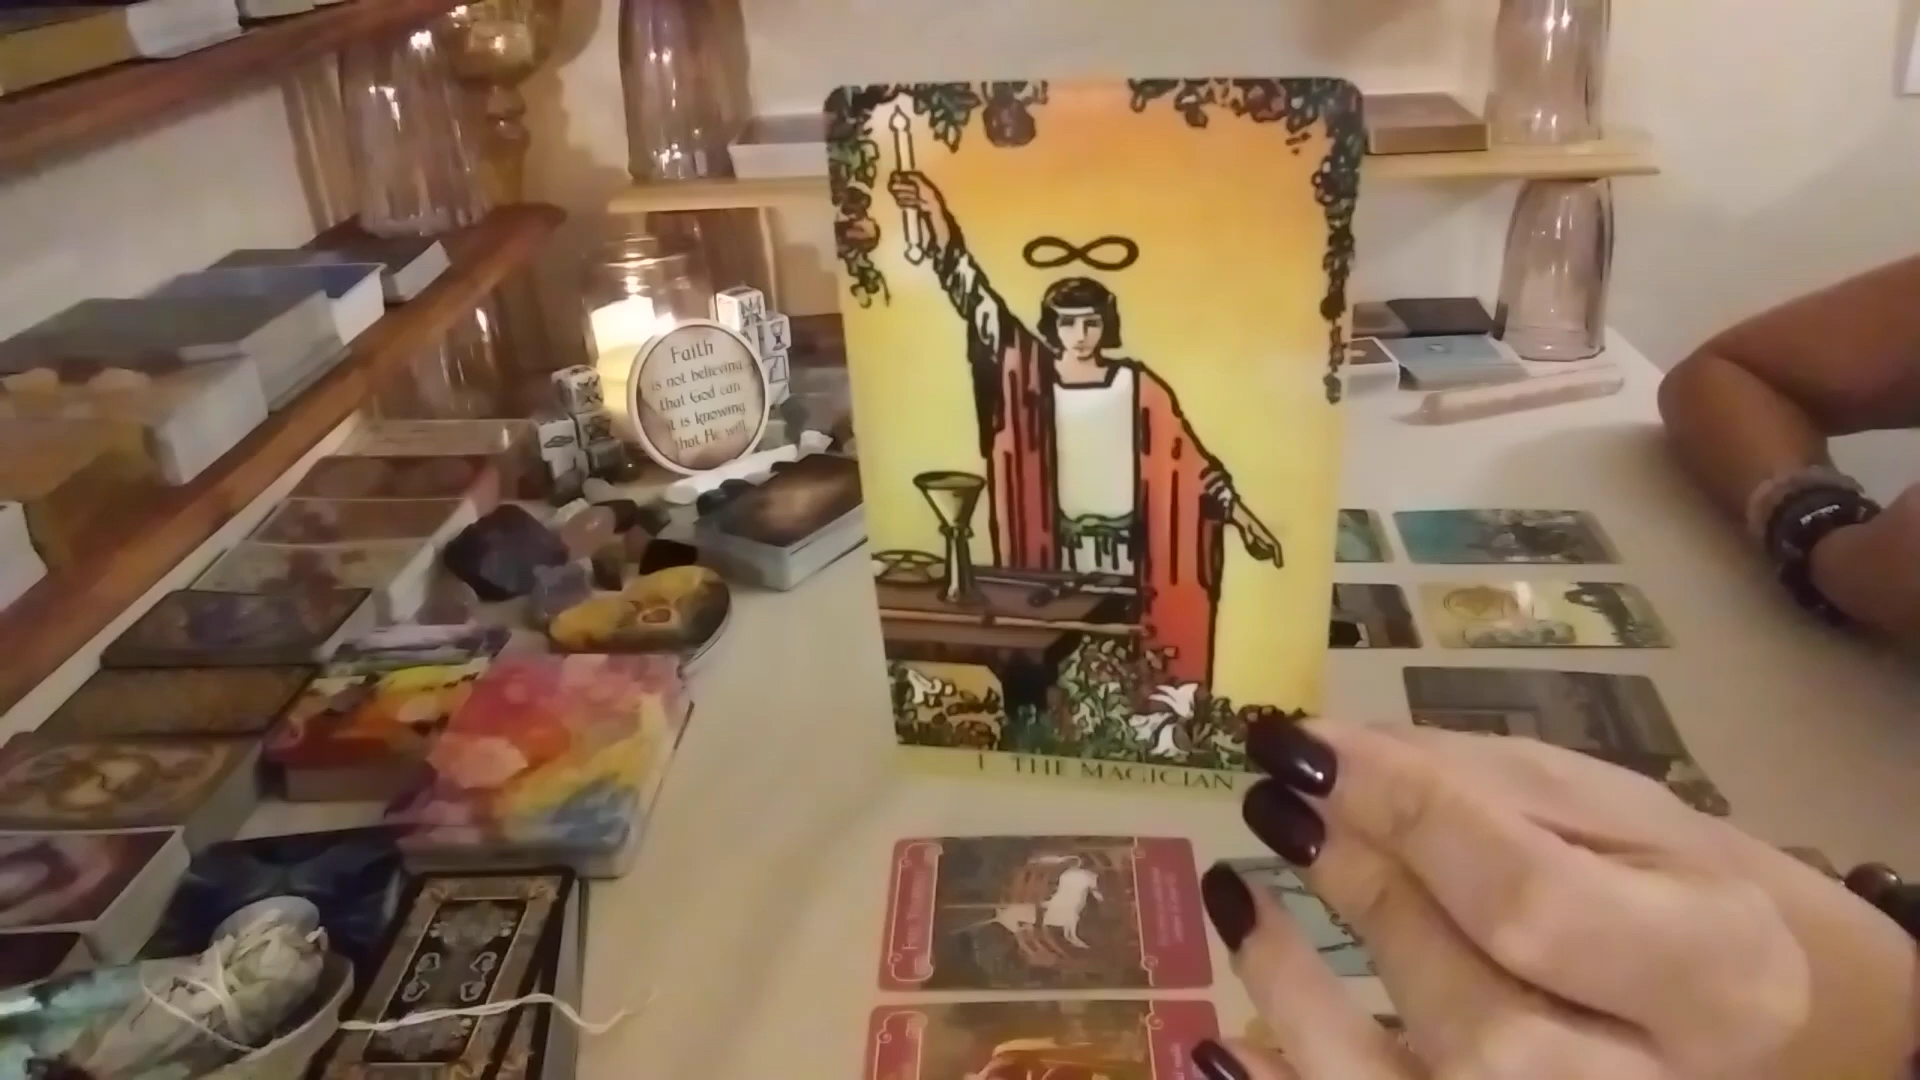 Faith
is not believing
that God can
it is knowing
that He will.
I THE MAGICIAN